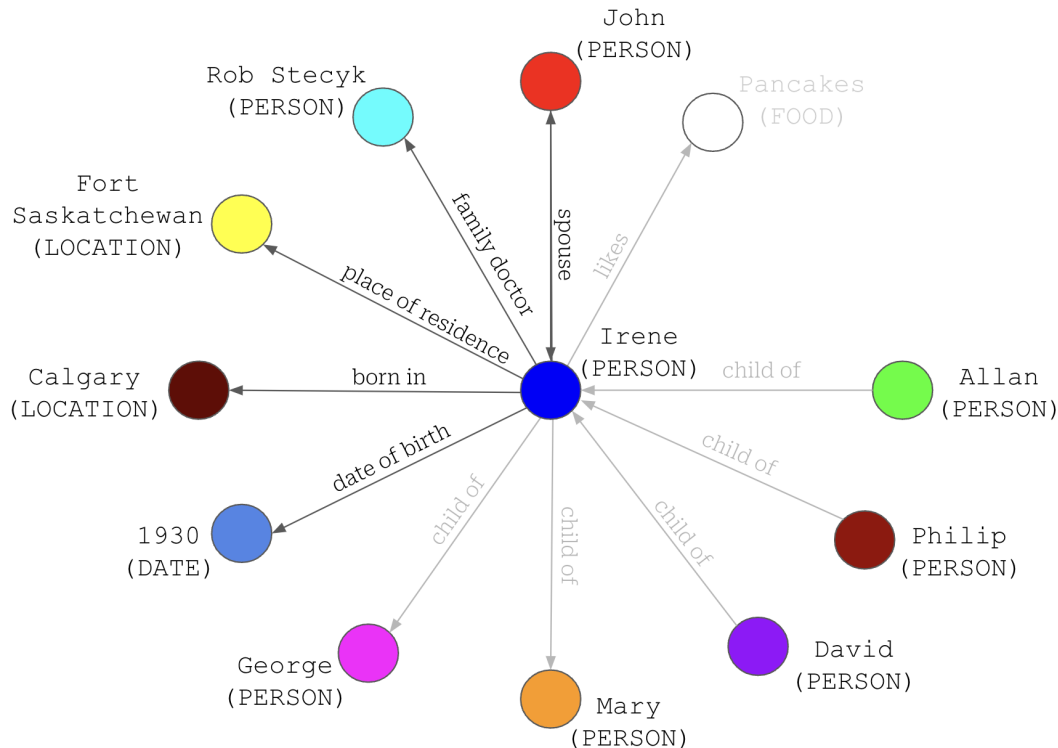 John
(PERSON)
Rob Stecyk
(PERSON)
Pancakes
(FOOD)
Fort
Saskatchewan
(LOCATION)
family doctor
spouse
likes
place of residence
Irene
(PERSON)
Calgary
(LOCATION)
born in
child of
Allan
(PERSON)
date of birth
child of
1930
(DATE)
child of
child of
child of
Philip
(PERSON)
George
(PERSON)
Mary
(PERSON)
David
(PERSON)